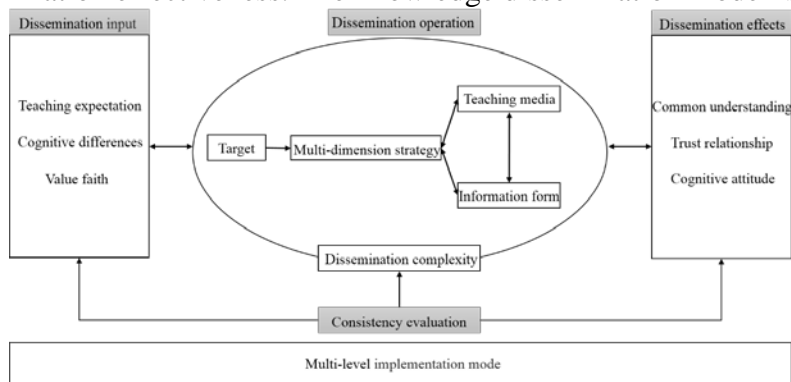 Dissemination input
Dissemination operation
Dissemination effects
Teaching expectation
Cognitive differences
Value faith
Target
Multi-dimension strategy
Teaching media
Information form
Dissemination complexity
Common understanding
Trust relationship
Cognitive attitude
Consistency evaluation
Multi-level implementation mode